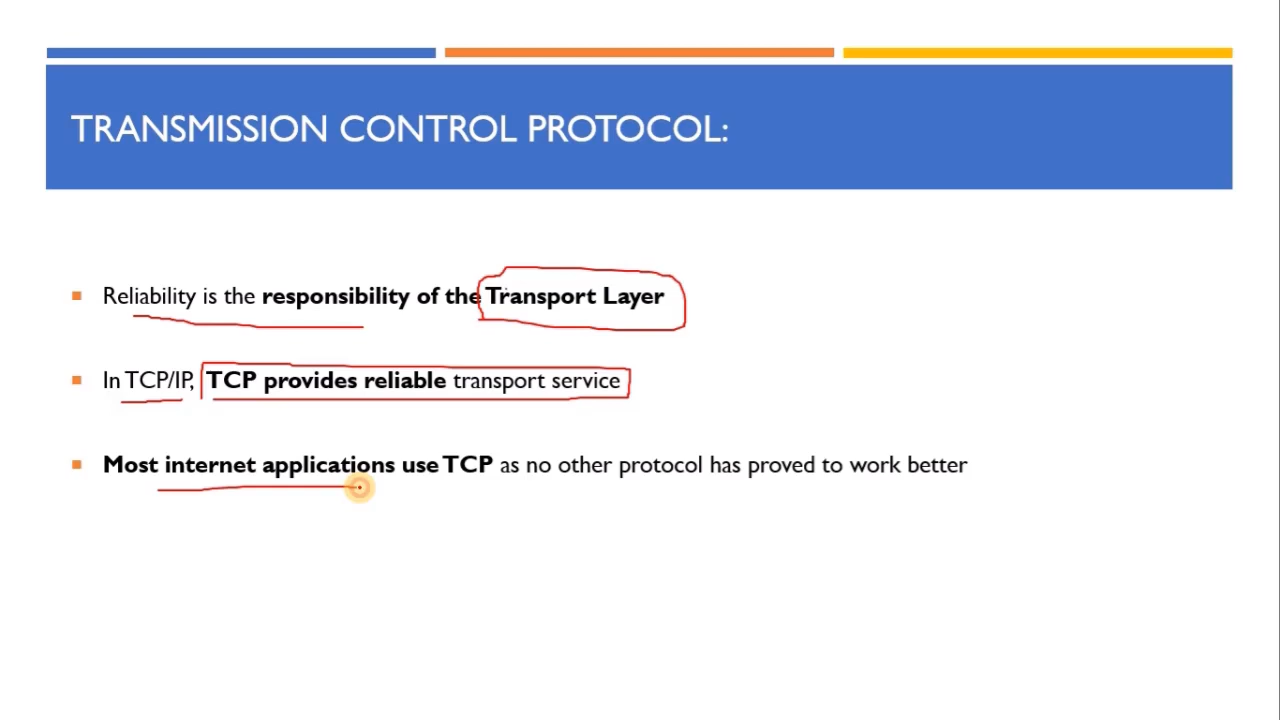 TRANSMISSION CONTROL PROTOCOL:
Reliability is the responsibility of the Transport Layer
In TCP/IP, TCP provides reliable transport service
Most internet applications use TCP as no other protocol has proved to work better